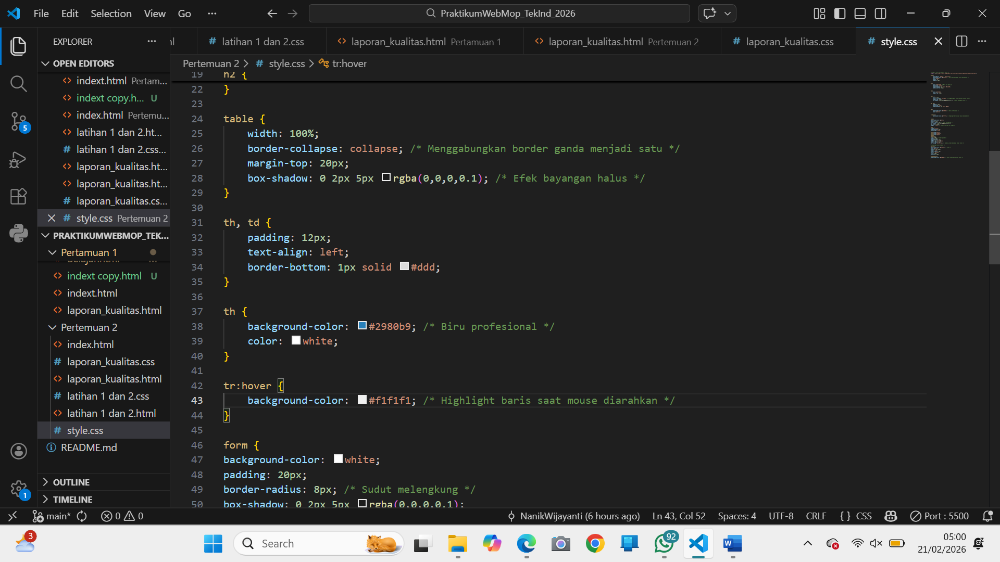 File Edit Selection View Go ···
PraktikumWebMop_TekInd_2026
EXPLORER
OPEN EDITORS
indext.html Pertam...
indext copy.h... U
index.html Pertemu...
latihan 1 dan 2.ht...
latihan 1 dan 2.css...
laporan_kualitas.ht...
laporan_kualitas.ht...
laporan_kualitas.cs...
style.css Pertemuan 2
PRAKTIKUMWEBMOP_TEK...
Pertamuan 1
Belajar.html M
indext copy.html U
indext.html
laporan_kualitas.html
Pertemuan 2
index.html
laporan_kualitas.css
laporan_kualitas.html
latihan 1 dan 2.css
latihan 1 dan 2.html
style.css
README.md
OUTLINE
TIMELINE
5
1
latihan 1 dan 2.css
laporan_kualitas.html Pertamuan 1
laporan_kualitas.html Pertemuan 2
laporan_kualitas.css
style.css
Pertemuan 2 > style.css > tr:hover
19 h2 {
22 }
23
24 table {
25 width: 100%;
26 border-collapse: collapse; /* Menggabungkan border ganda menjadi satu */
27 margin-top: 20px;
28 box-shadow: 0 2px 5px rgba(0,0,0,0.1); /* Efek bayangan halus */
29 }
30
31 th, td {
32 padding: 12px;
33 text-align: left;
34 border-bottom: 1px solid #ddd;
35 }
36
37 th {
38 background-color: #2980b9; /* Biru profesional */
39 color: white;
40 }
41
42 tr:hover {
43 background-color: #f1f1f1; /* Highlight baris saat mouse diarahkan */
44 }
45
46 form {
47 background-color: white;
48 padding: 20px;
49 border-radius: 8px; /* Sudut melengkung */
50 box-shadow: 0 2px 5px rgba(0,0,0,0.1);
main* 0 0
NanikWijayanti (6 hours ago) Ln 43, Col 52 Spaces: 4 UTF-8 CRLF { } CSS Port : 5500
3
Search
92
05:00
21/02/2026